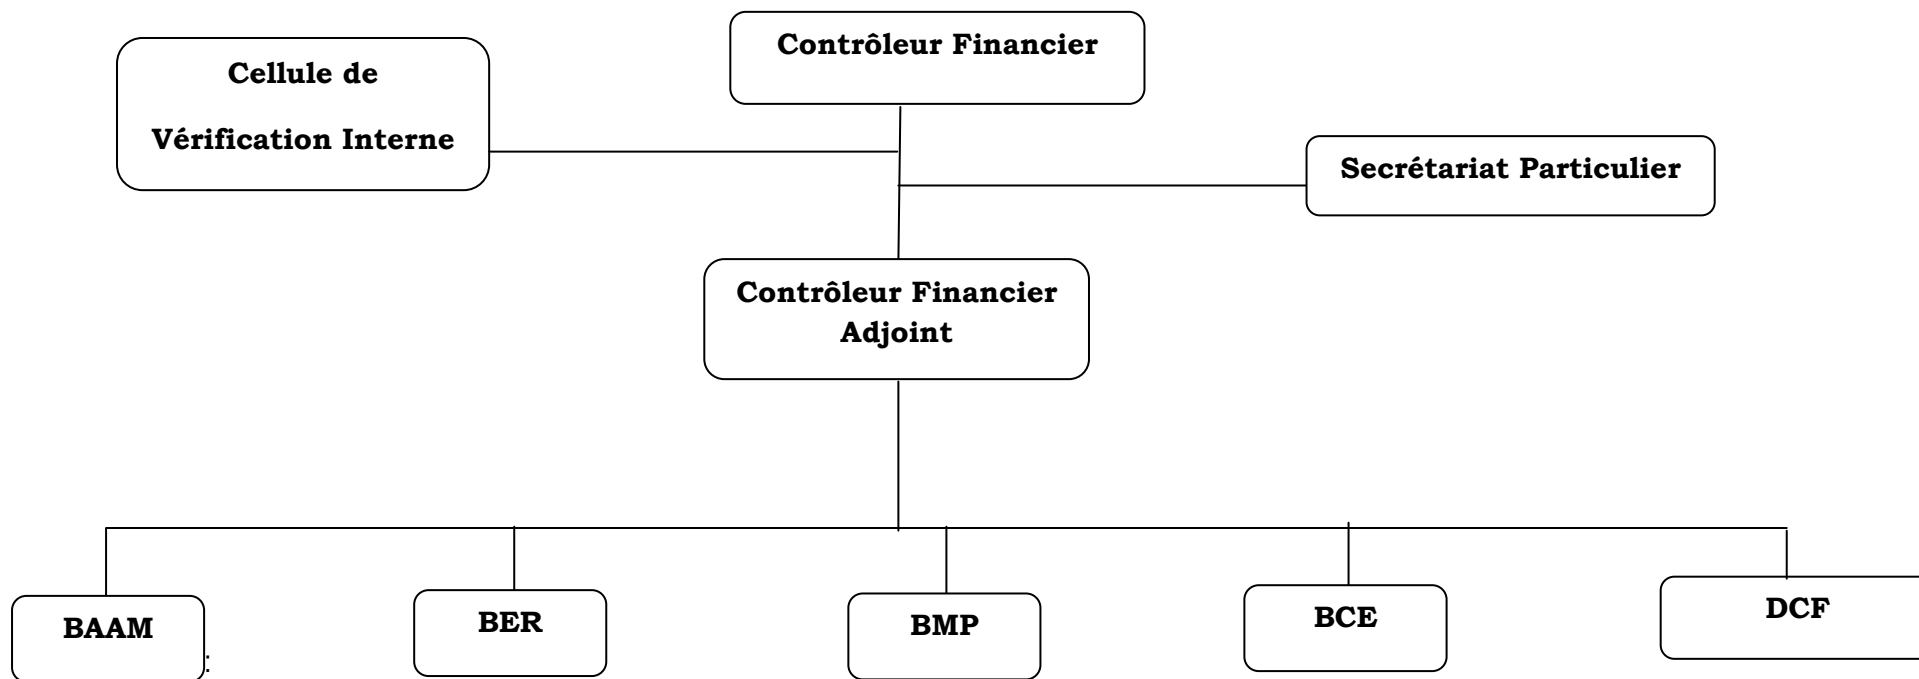 Contrôleur Financier
Cellule de
Vérification Interne
Secrétariat Particulier
Contrôleur Financier
Adjoint
BAAM
:
BER
BMP
BCE
DCF